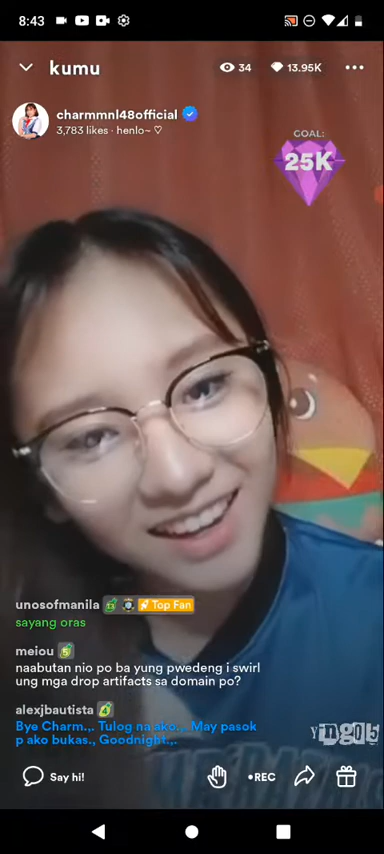 8:43
kumu
34
13.95K
charmmnl48official
3,783 likes · henlo~ ♡
GOAL:
25K
unosofmanila Top Fan
sayang oras
meiou
naabutan nio po ba yung pwedeng i swirl
ung mga drop artifacts sa domain po?
alexjbautista 4
Bye Charm.,. Tulog na ako.,. May pasok
p ako bukas., Goodnight.,.
Yngo15
Say hi!
•REC